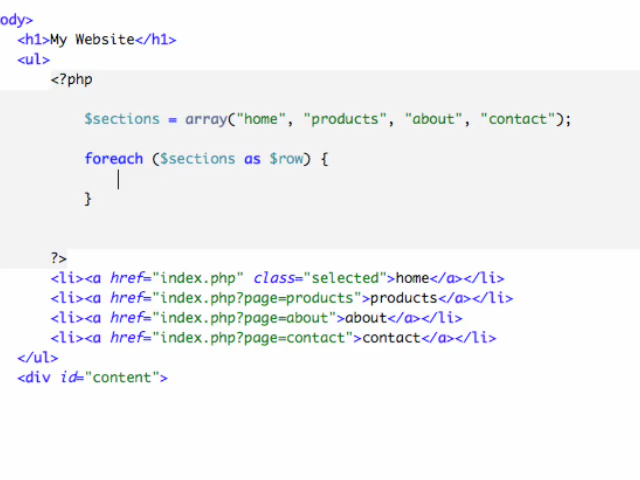 ody>
<h1>My Website</h1>
<ul>
<?php
$sections = array("home", "products", "about", "contact");
foreach ($sections as $row) {
}
?>
<li><a href="index.php" class="selected">home</a></li>
<li><a href="index.php?page=products">products</a></li>
<li><a href="index.php?page=about">about</a></li>
<li><a href="index.php?page=contact">contact</a></li>
</ul>
<div id="content">